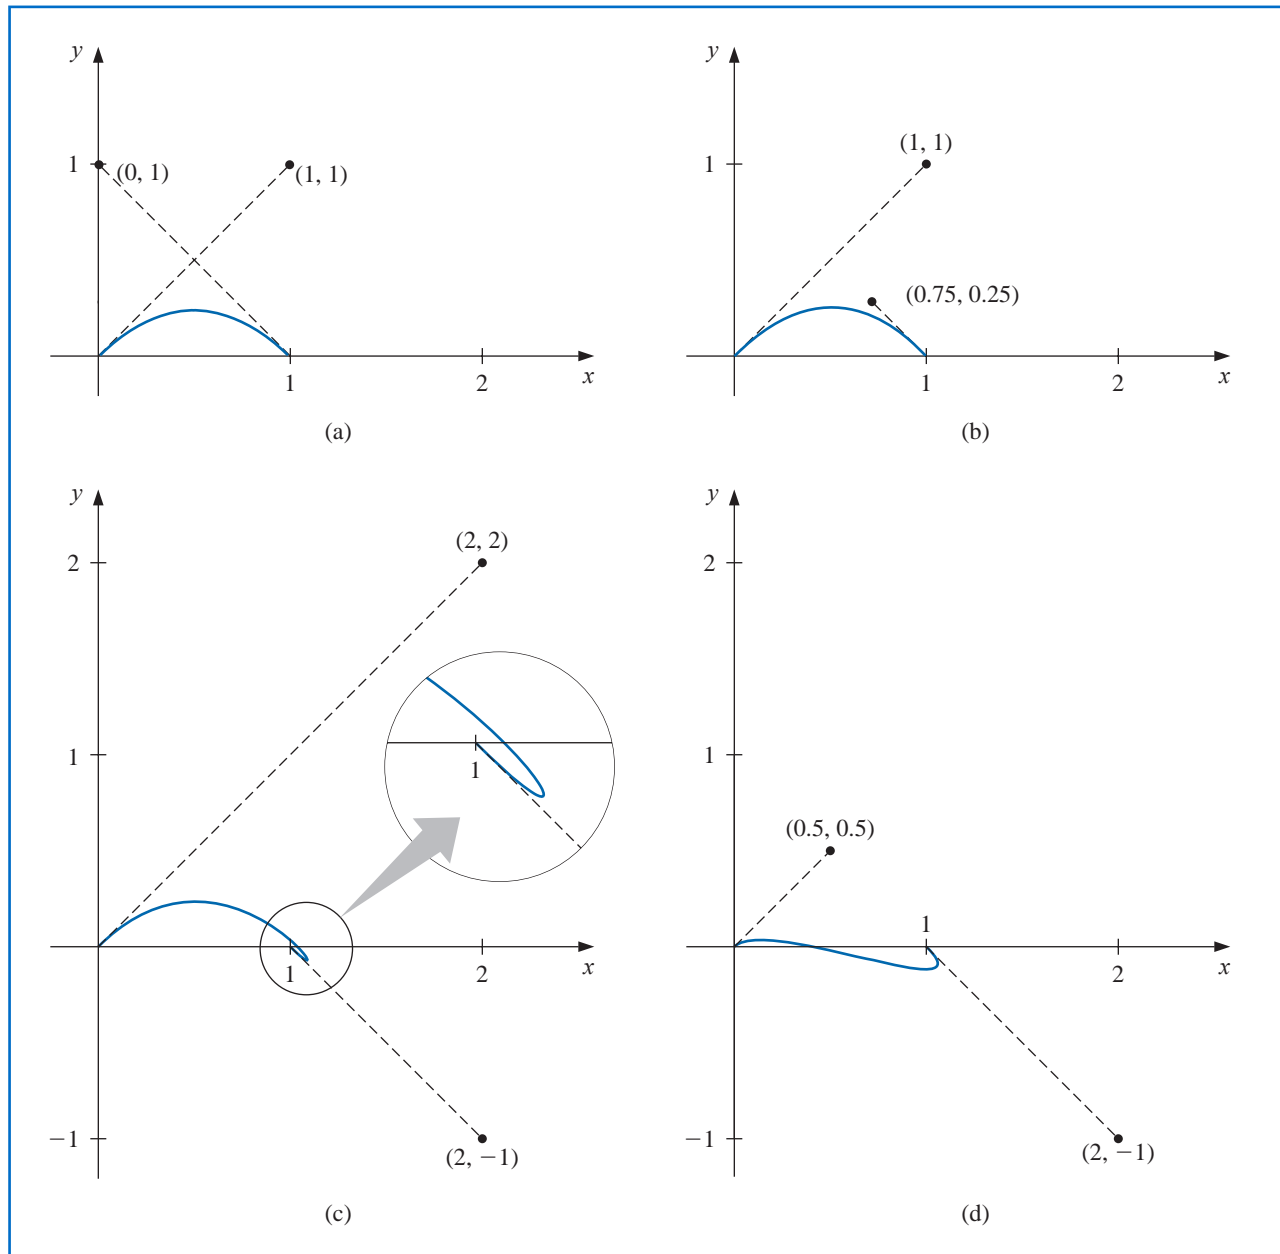 y
1
(0, 1)
(1, 1)
1
2
x
(a)
y
(1, 1)
1
(0.75, 0.25)
1
2
x
(b)
y
(2, 2)
2
1
1
1
2
x
−1
(2, −1)
(c)
y
2
1
(0.5, 0.5)
1
2
x
−1
(2, −1)
(d)